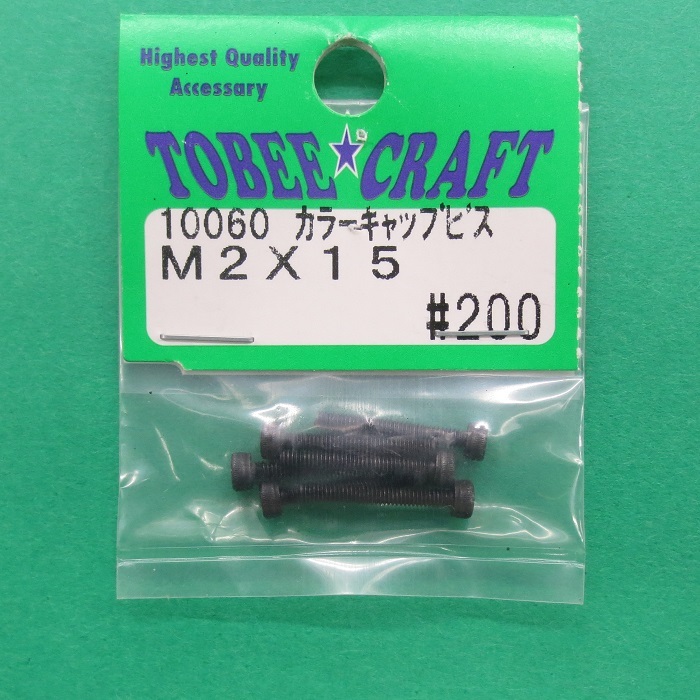 Highest Quality
Accessary
TOBEE★CRAFT
10060 カラーキャップビス
M2X15
#200